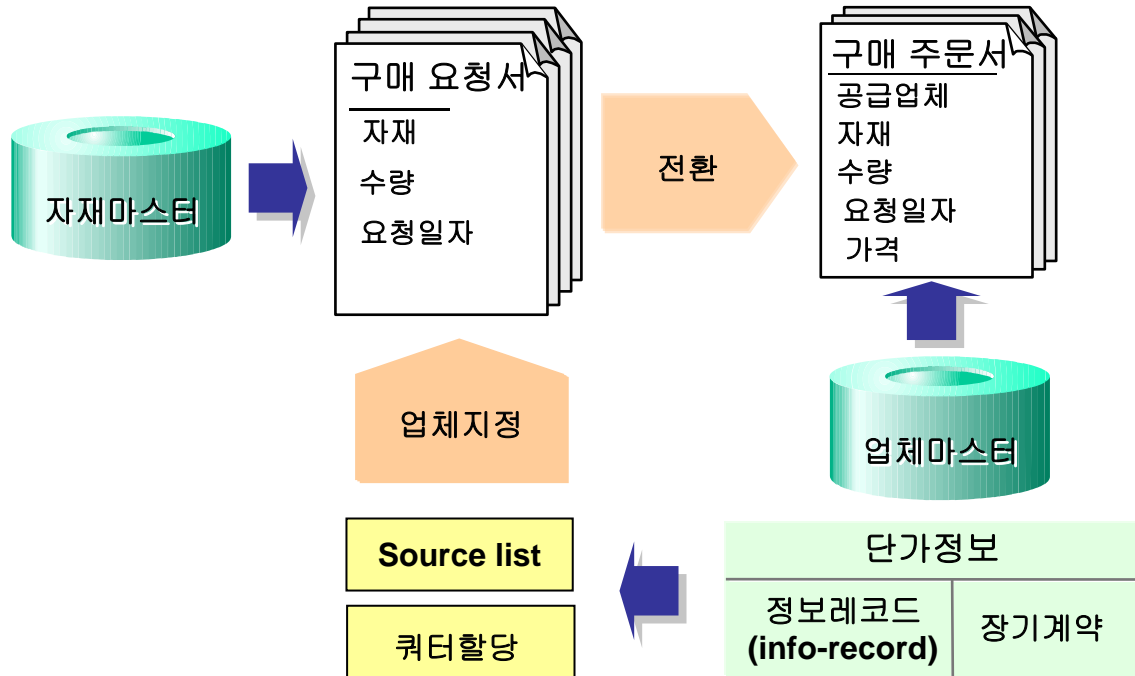 자재마스터
구매 요청서
자재
수량
요청일자
전환
구매 주문서
공급업체
자재
수량
요청일자
가격
업체지정
업체마스터
Source list
쿼터할당
단가정보
정보레코드
(info-record)
장기계약